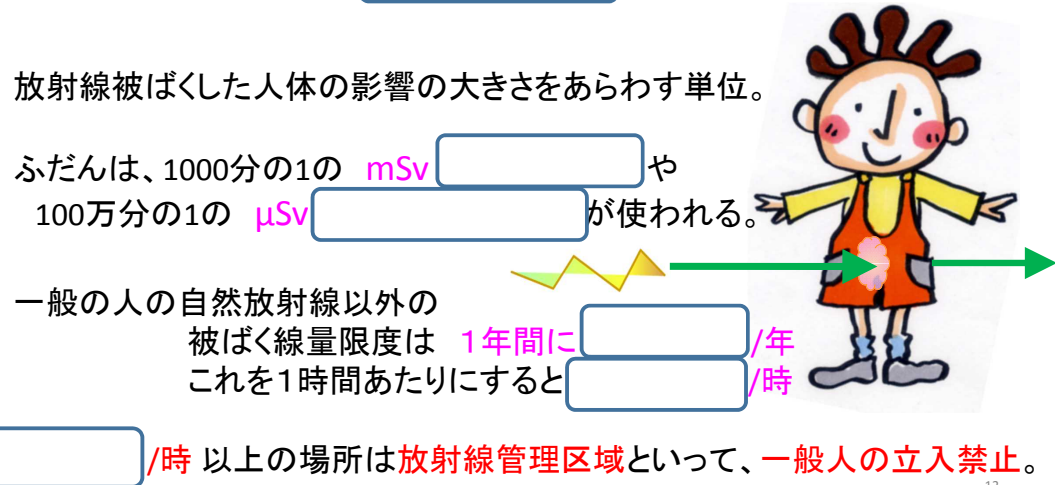 放射線被ばくした人体の影響の大きさをあらわす単位。
ふだんは、1000分の1の mSv や
100万分の1の μSv が使われる。
一般の人の自然放射線以外の
被ばく線量限度は 1年間に /年
これを1時間あたりにすると /時
/時 以上の場所は放射線管理区域といって、一般人の立入禁止。